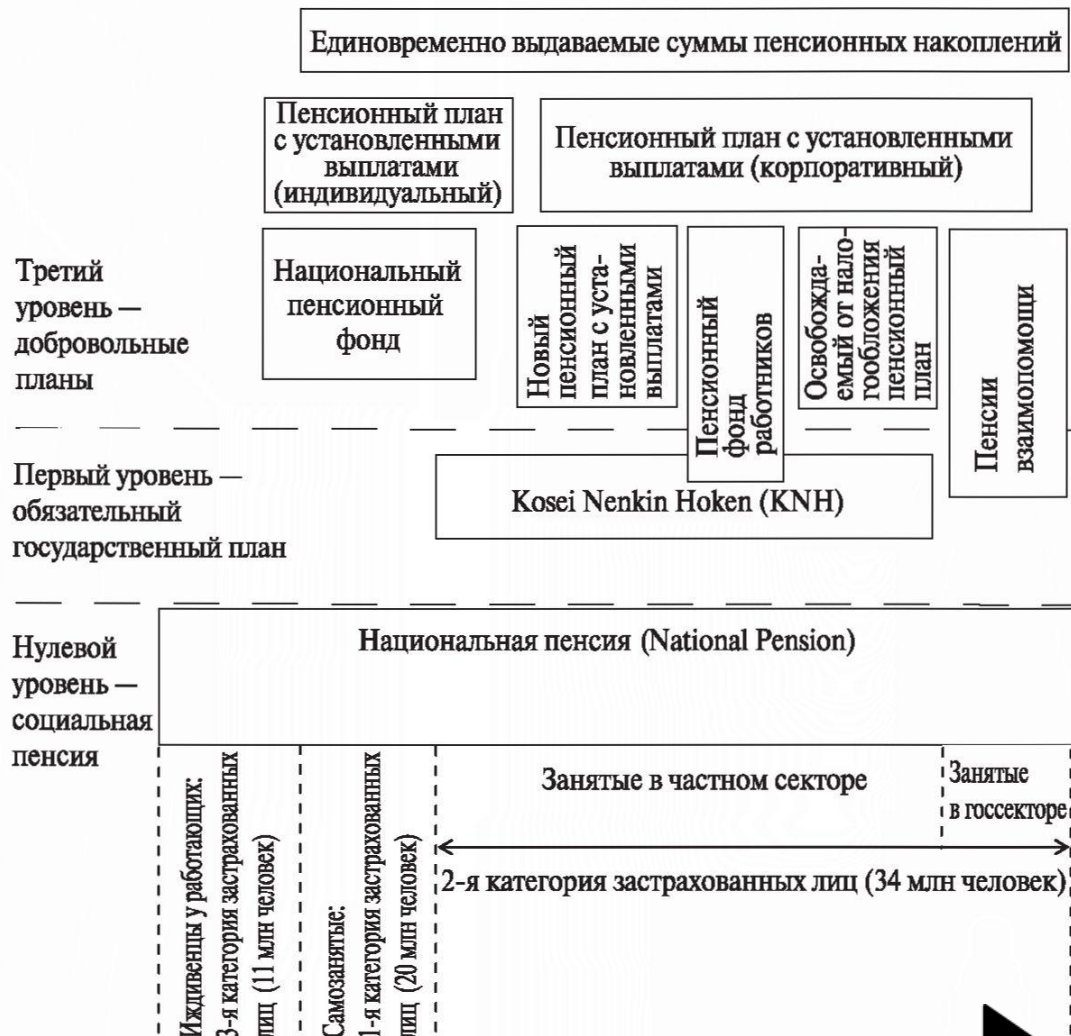 Единовременно выдаваемые суммы пенсионных накоплений
Пенсионный план
с установленными
выплатами
(индивидуальный)
Пенсионный план с установленными
выплатами (корпоративный)
Третий
уровень —
добровольные
планы
Национальный
пенсионный
фонд
Новый
пенсионный
план с уста-
новленными
выплатами
Пенсионный
фонд
работников
Освобожда-
емый от нало-
гообложения
пенсионный
план
Пенсии
взаимопомощи
Первый уровень —
обязательный
государственный план
Kosei Nenkin Hoken (KNH)
Нулевой
уровень —
социальная
пенсия
Национальная пенсия (National Pension)
Иждивенцы у работающих:
3-я категория застрахованных
лиц (11 млн человек)
Самозанятые:
1-я категория застрахованных
лиц (20 млн человек)
Занятые в частном секторе
Занятые
в госсекторе
2-я категория застрахованных лиц (34 млн человек)